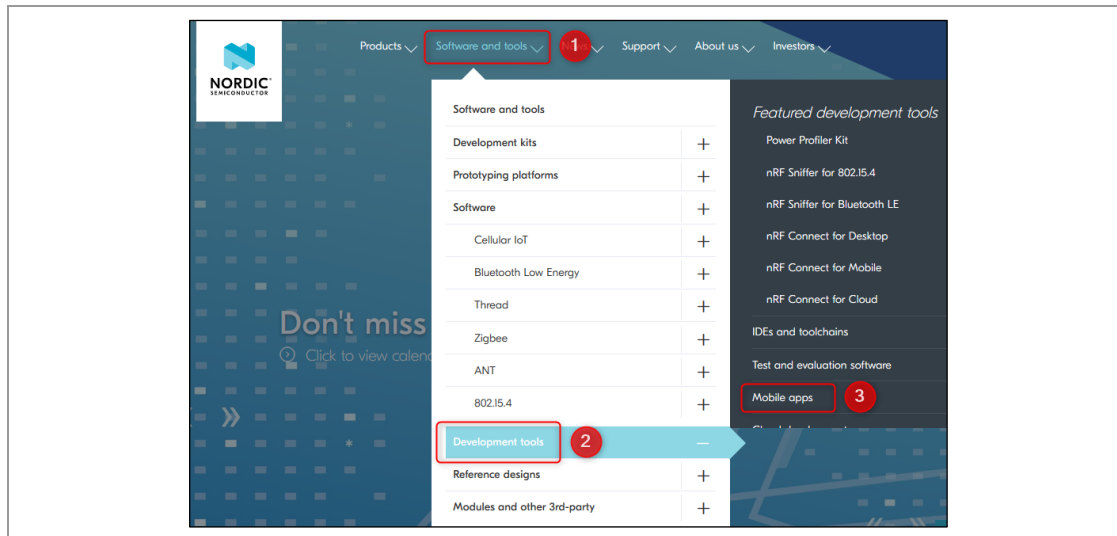 Products
Software and tools
1
Support
About us
Investors
NORDIC
SEMICONDUCTOR
Software and tools
Development kits
Prototyping platforms
Software
Cellular IoT
Bluetooth Low Energy
Thread
Zigbee
ANT
802.15.4
Development tools
2
Reference designs
Modules and other 3rd-party
Featured development tools
Power Profiler Kit
nRF Sniffer for 802.15.4
nRF Sniffer for Bluetooth LE
nRF Connect for Desktop
nRF Connect for Mobile
nRF Connect for Cloud
IDEs and toolchains
Test and evaluation software
Mobile apps
3
Don't miss
Click to view calend